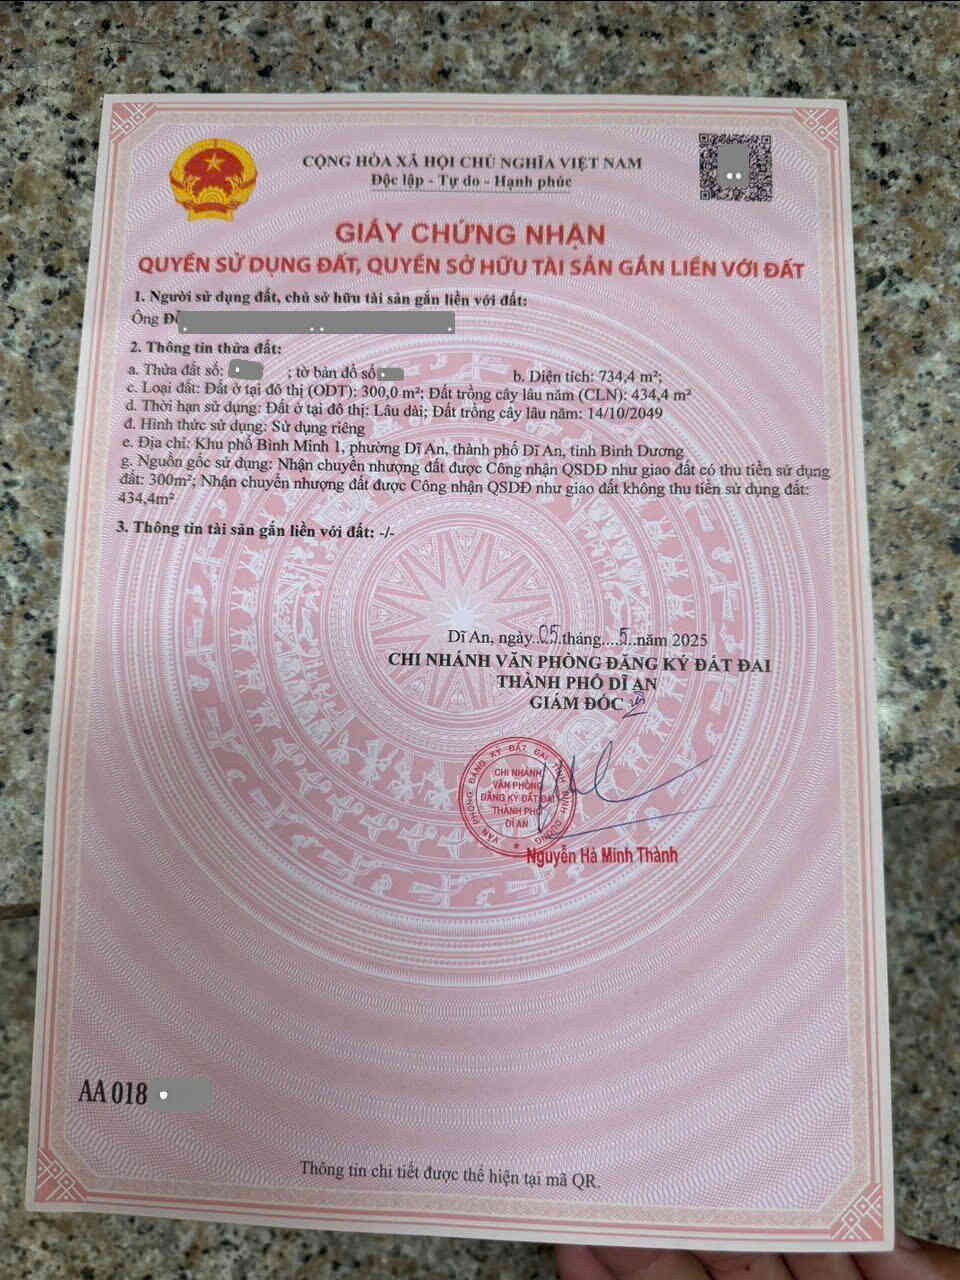 CỘNG HÒA XÃ HỘI CHỦ NGHĨA VIỆT NAM
Độc lập - Tự do - Hạnh phúc
GIẤY CHỨNG NHẬN
QUYỀN SỬ DỤNG ĐẤT, QUYỀN SỞ HỮU TÀI SẢN GẮN LIỀN VỚI ĐẤT
1. Người sử dụng đất, chủ sở hữu tài sản gắn liền với đất:
Ông
2. Thông tin thửa đất:
a. Thửa đất số: ; tờ bản đồ số: b. Diện tích: 734,4 m²;
c. Loại đất: Đất ở tại đô thị (ODT): 300,0 m²; Đất trồng cây lâu năm (CLN): 434,4 m²
d. Thời hạn sử dụng: Đất ở tại đô thị: Lâu dài; Đất trồng cây lâu năm: 14/10/2049
đ. Hình thức sử dụng: Sử dụng riêng
e. Địa chỉ: Khu phố Bình Minh 1, phường Dĩ An, thành phố Dĩ An, tỉnh Bình Dương
g. Nguồn gốc sử dụng: Nhận chuyển nhượng đất được Công nhận QSDĐ như giao đất có thu tiền sử dụng
đất: 300m²; Nhận chuyển nhượng đất được Công nhận QSDĐ như giao đất không thu tiền sử dụng đất:
434,4m²
3. Thông tin tài sản gắn liền với đất: -/-
Dĩ An, ngày..05.tháng....5..năm 2025
CHI NHÁNH VĂN PHÒNG ĐĂNG KÝ ĐẤT ĐAI
THÀNH PHỐ DĨ AN
GIÁM ĐỐC
VĂN PHÒNG ĐĂNG KÝ ĐẤT ĐAI TỈNH BÌNH DƯƠNG
CHI NHÁNH
VĂN PHÒNG
ĐĂNG KÝ ĐẤT ĐAI
THÀNH PHỐ
DĨ AN
Nguyễn Hà Minh Thành
AA 018
Thông tin chi tiết được thể hiện tại mã QR.